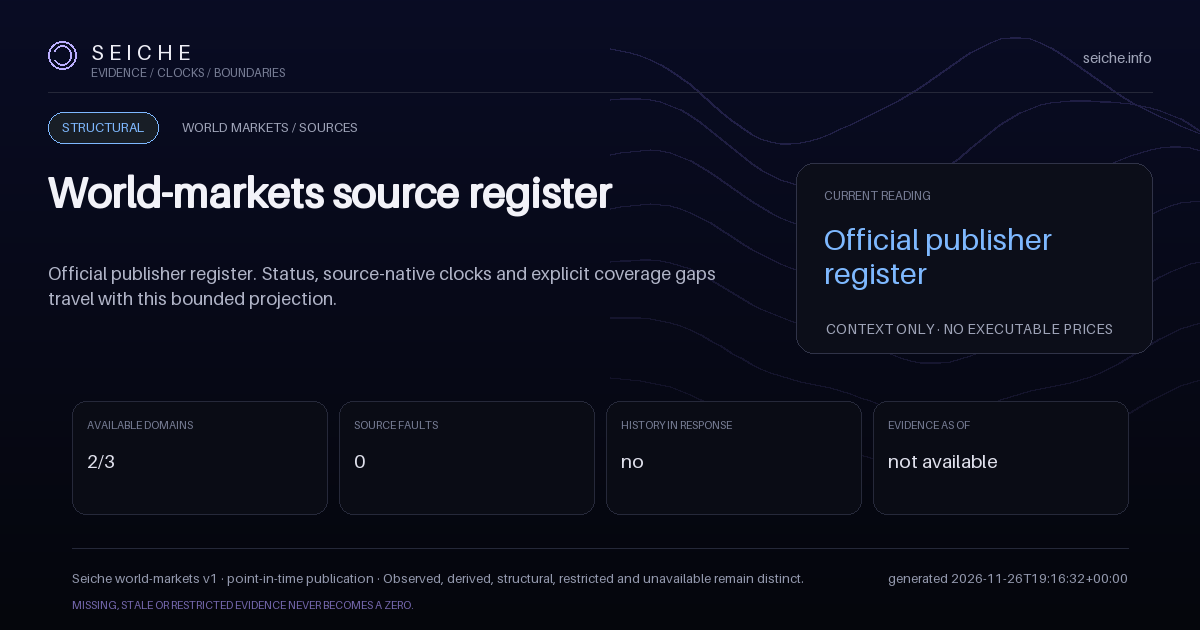 SEICHE
EVIDENCE / CLOCKS / BOUNDARIES
seiche.info
STRUCTURAL
WORLD MARKETS / SOURCES
World-markets source register
Official publisher register. Status, source-native clocks and explicit coverage gaps
travel with this bounded projection.
CURRENT READING
Official publisher
register
CONTEXT ONLY · NO EXECUTABLE PRICES
AVAILABLE DOMAINS
2/3
SOURCE FAULTS
0
HISTORY IN RESPONSE
no
EVIDENCE AS OF
not available
Seiche world-markets v1 · point-in-time publication · Observed, derived, structural, restricted and unavailable remain distinct.
generated 2026-11-26T19:16:32+00:00
MISSING, STALE OR RESTRICTED EVIDENCE NEVER BECOMES A ZERO.